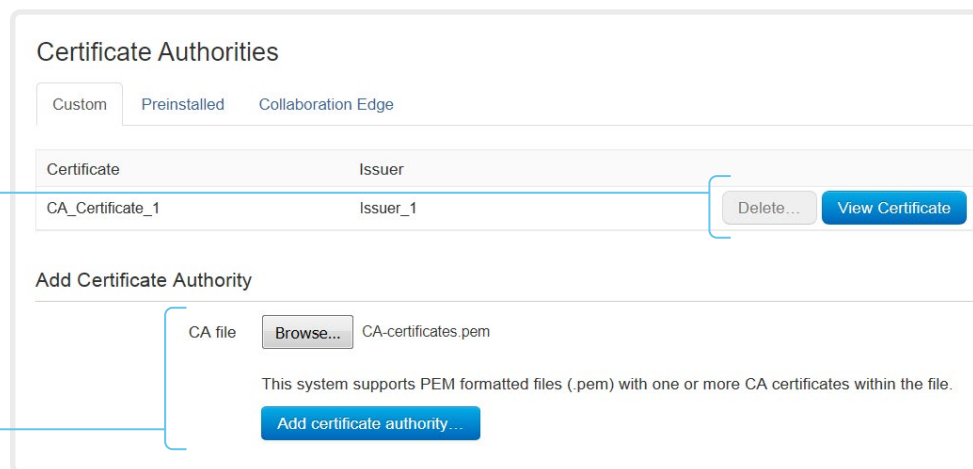 Certificate Authorities
Custom Preinstalled Collaboration Edge
Certificate Issuer
CA_Certificate_1 Issuer_1 Delete... View Certificate
Add Certificate Authority
CA file Browse... CA-certificates.pem
This system supports PEM formatted files (.pem) with one or more CA certificates within the file.
Add certificate authority...